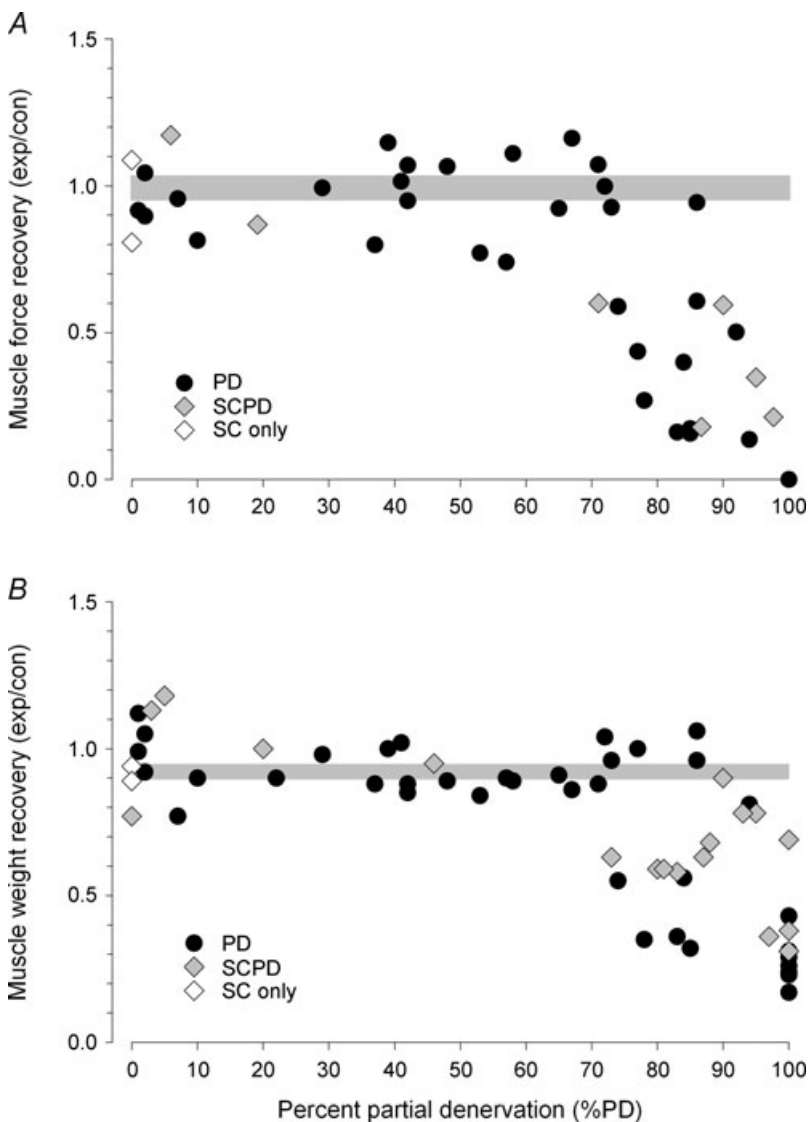 A
Muscle force recovery (exp/con)
1.5
1.0
0.5
0.0
PD
SCPD
SC only
0 10 20 30 40 50 60 70 80 90 100
B
Muscle weight recovery (exp/con)
1.5
1.0
0.5
0.0
PD
SCPD
SC only
0 10 20 30 40 50 60 70 80 90 100
Percent partial denervation (%PD)